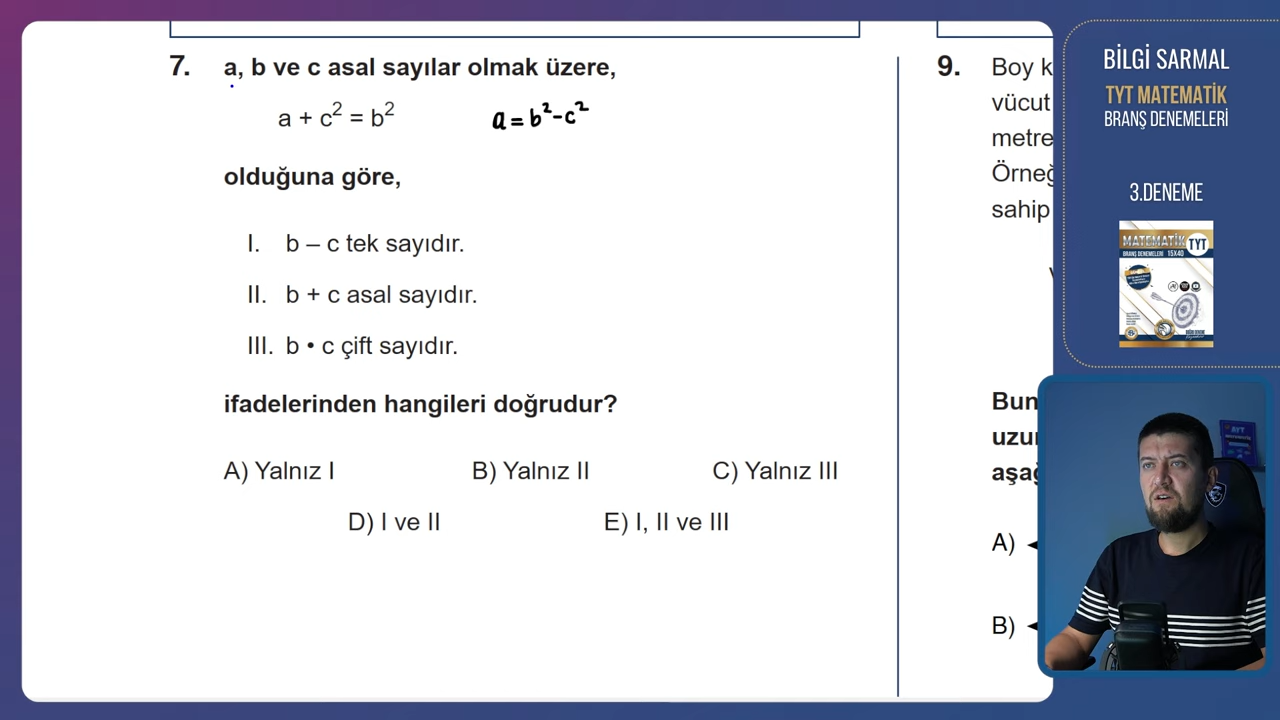 7. a, b ve c asal sayılar olmak üzere,
a + c² = b²
a = b² - c²
olduğuna göre,
I. b – c tek sayıdır.
II. b + c asal sayıdır.
III. b • c çift sayıdır.
ifadelerinden hangileri doğrudur?
A) Yalnız I B) Yalnız II C) Yalnız III
D) I ve II E) I, II ve III
9. Boy k
vücut
metre
Örneğ
sahip
Bun
uzu
aşağ
A)
B)
BİLGİ SARMAL
TYT MATEMATİK
BRANŞ DENEMELERİ
3.DENEME
MATEMATİK TYT
BRANŞ DENEMELERİ 15X40
AYT